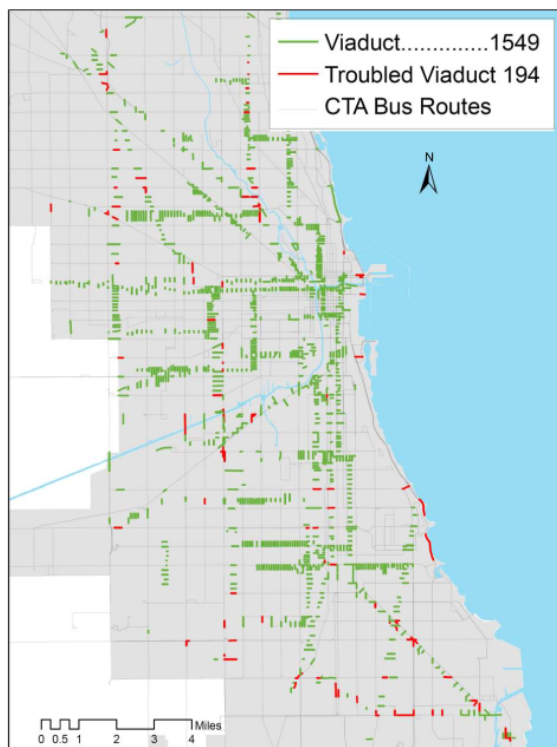 Viaduct..............1549
Troubled Viaduct 194
CTA Bus Routes
N
Miles
0 0.5 1 2 3 4